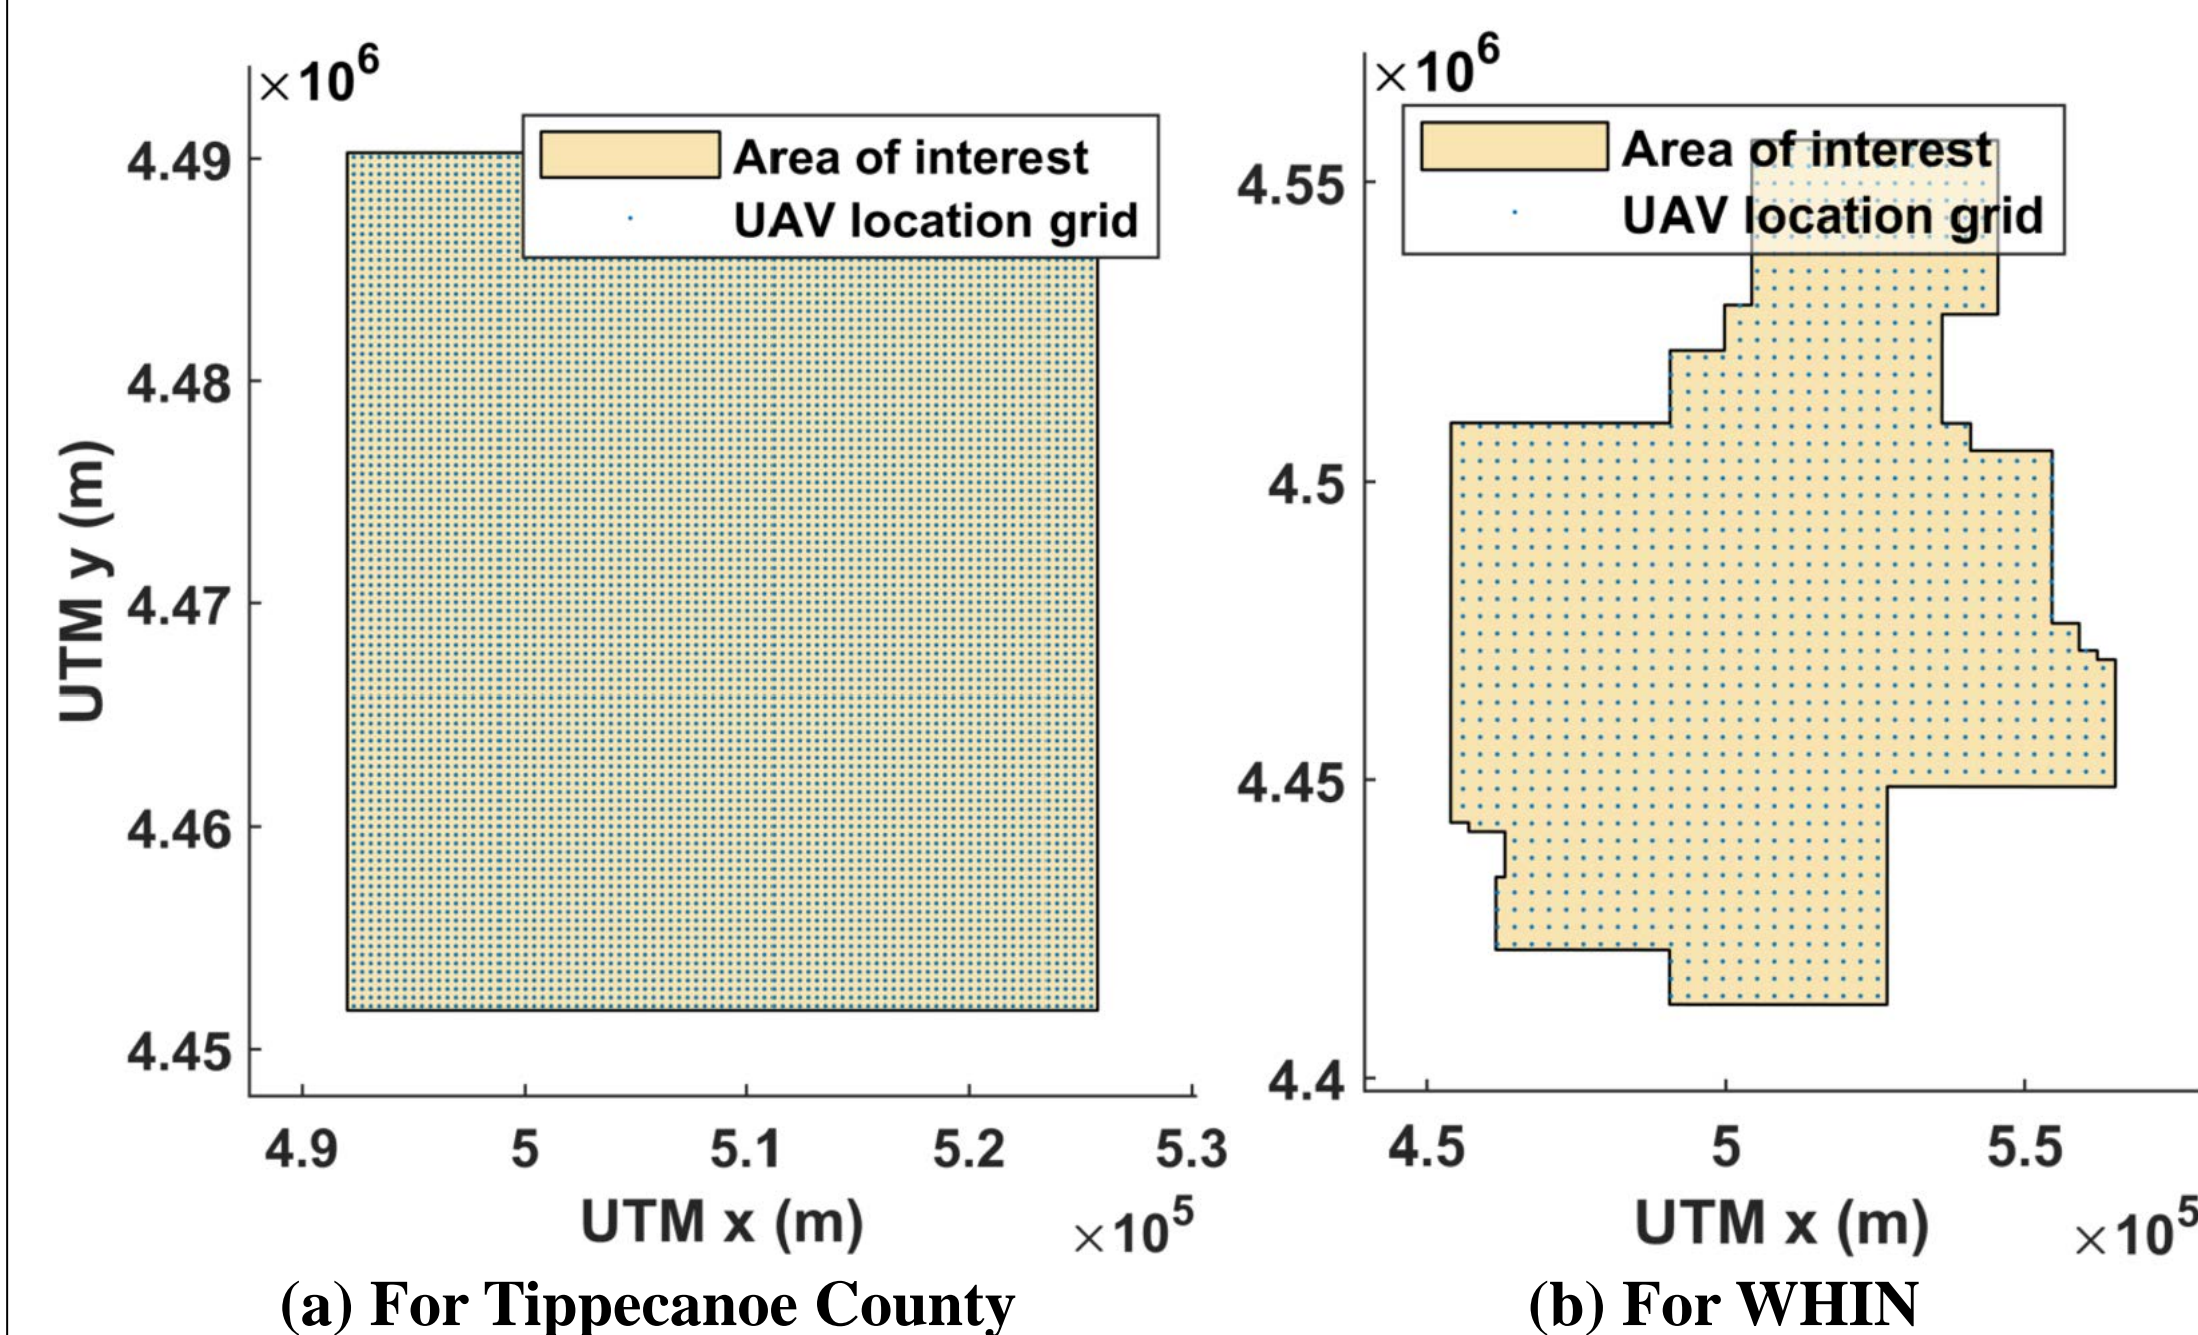 ×10^6
Area of interest
UAV location grid
4.49
4.48
4.47
4.46
4.45
UTM y (m)
4.9 5 5.1 5.2 5.3
UTM x (m)
×10^5
(a) For Tippecanoe County
×10^6
Area of interest
UAV location grid
4.55
4.5
4.45
4.4
4.5 5 5.5
UTM x (m)
×10^5
(b) For WHIN